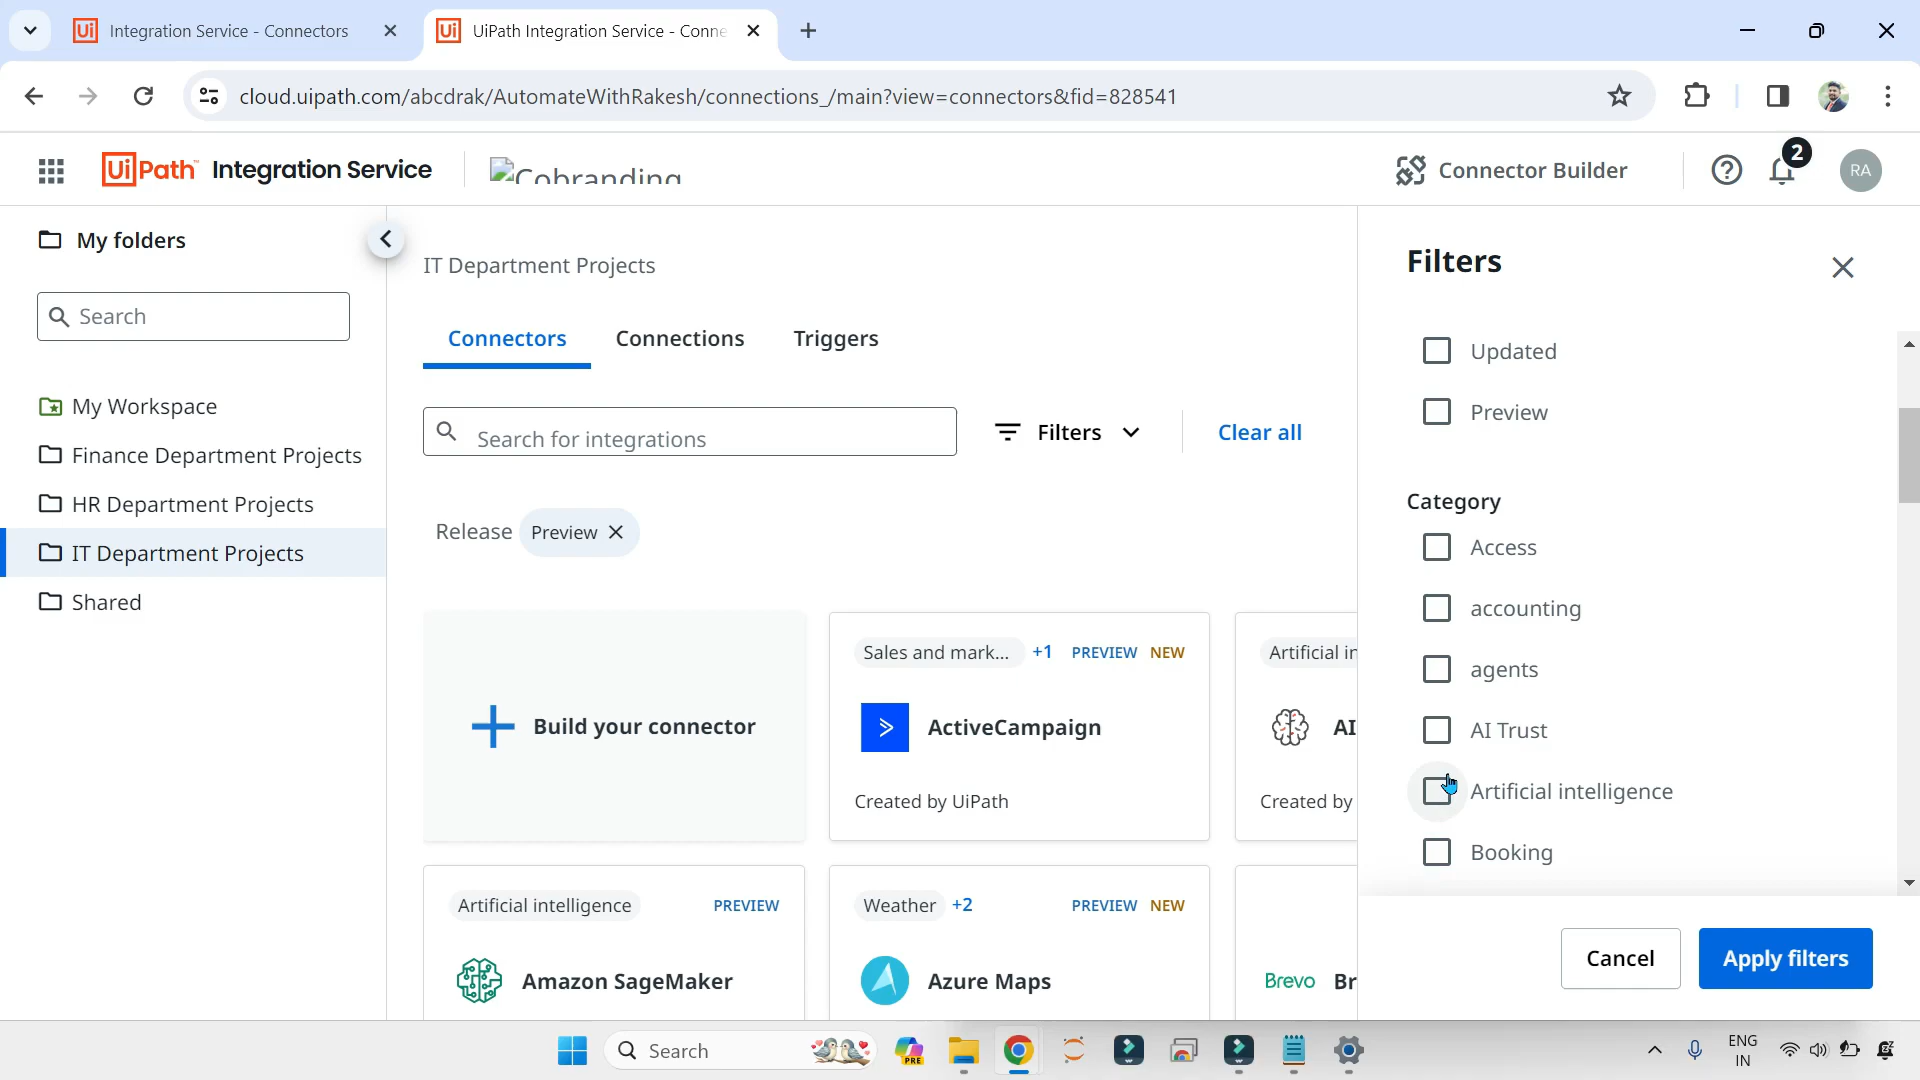 Integration Service - Connectors
UiPath Integration Service - Conne
cloud.uipath.com/abcdrak/AutomateWithRakesh/connections_/main?view=connectors&fid=828541
UiPath Integration Service
Cobranding
Connector Builder
2
RA
My folders
Search
My Workspace
Finance Department Projects
HR Department Projects
IT Department Projects
Shared
IT Department Projects
Connectors
Connections
Triggers
Search for integrations
Filters
Clear all
Release
Preview
Build your connector
Sales and mark... +1 PREVIEW NEW
ActiveCampaign
Created by UiPath
Artificial in
AI
Created by
Artificial intelligence PREVIEW
Amazon SageMaker
Weather +2 PREVIEW NEW
Azure Maps
Brevo Br
Filters
Updated
Preview
Category
Access
accounting
agents
AI Trust
Artificial intelligence
Booking
Cancel
Apply filters
Search
PRE
ENG
IN